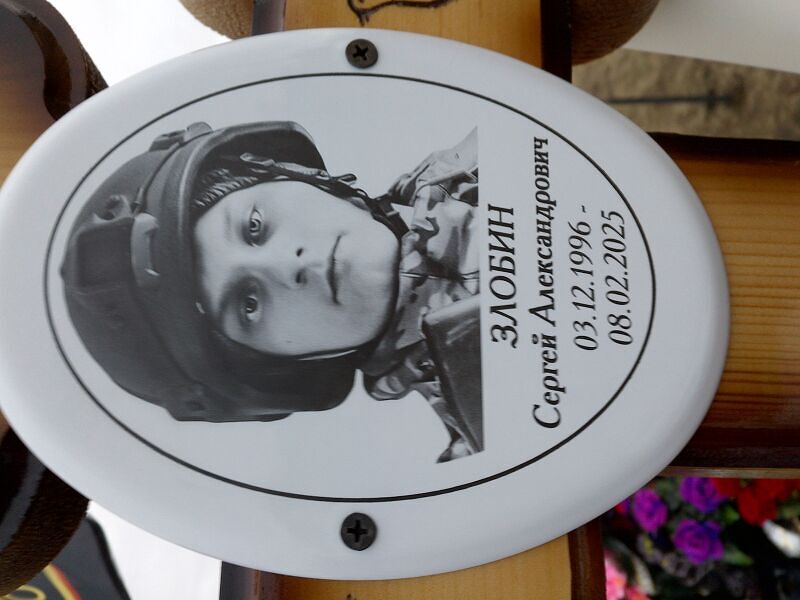 ЗЛОБИН
Сергей Александрович
03.12.1996 -
08.02.2025